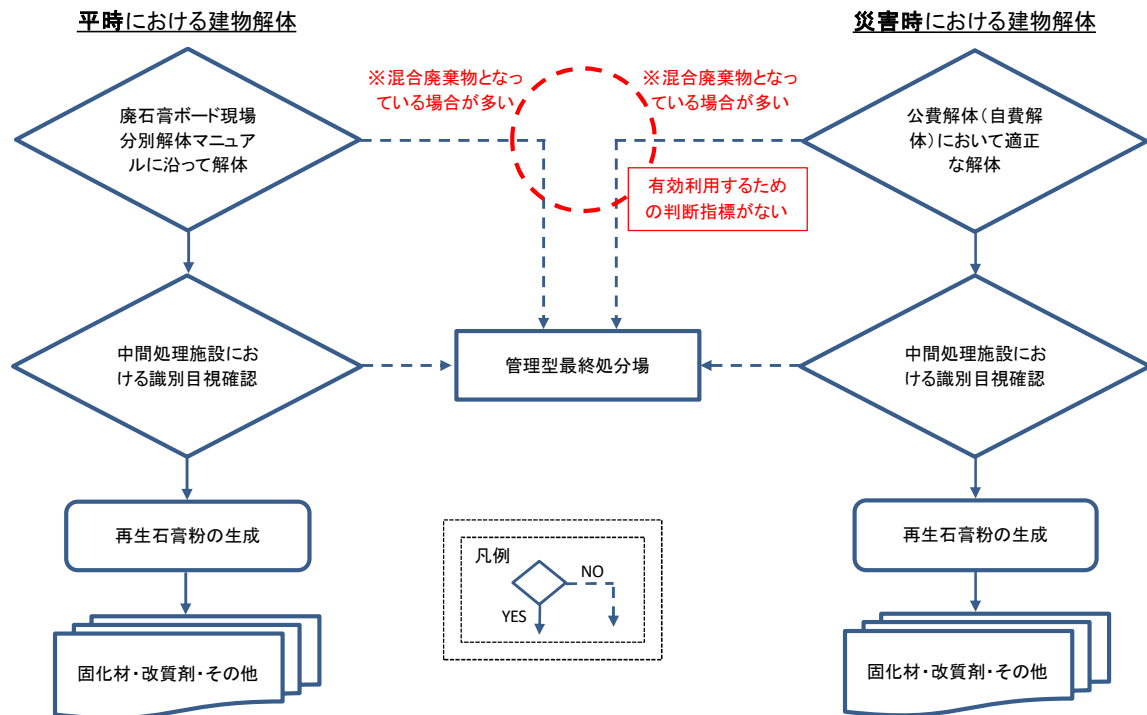 平時における建物解体
災害時における建物解体
廃石膏ボード現場
分別解体マニュア
ルに沿って解体
※混合廃棄物となっ
ている場合が多い
※混合廃棄物となっ
ている場合が多い
公費解体（自費解
体）において適正
な解体
有効利用するため
の判断指標がない
中間処理施設にお
ける識別目視確認
管理型最終処分場
中間処理施設にお
ける識別目視確認
再生石膏粉の生成
凡例
NO
YES
再生石膏粉の生成
固化材・改質剤・その他
固化材・改質剤・その他